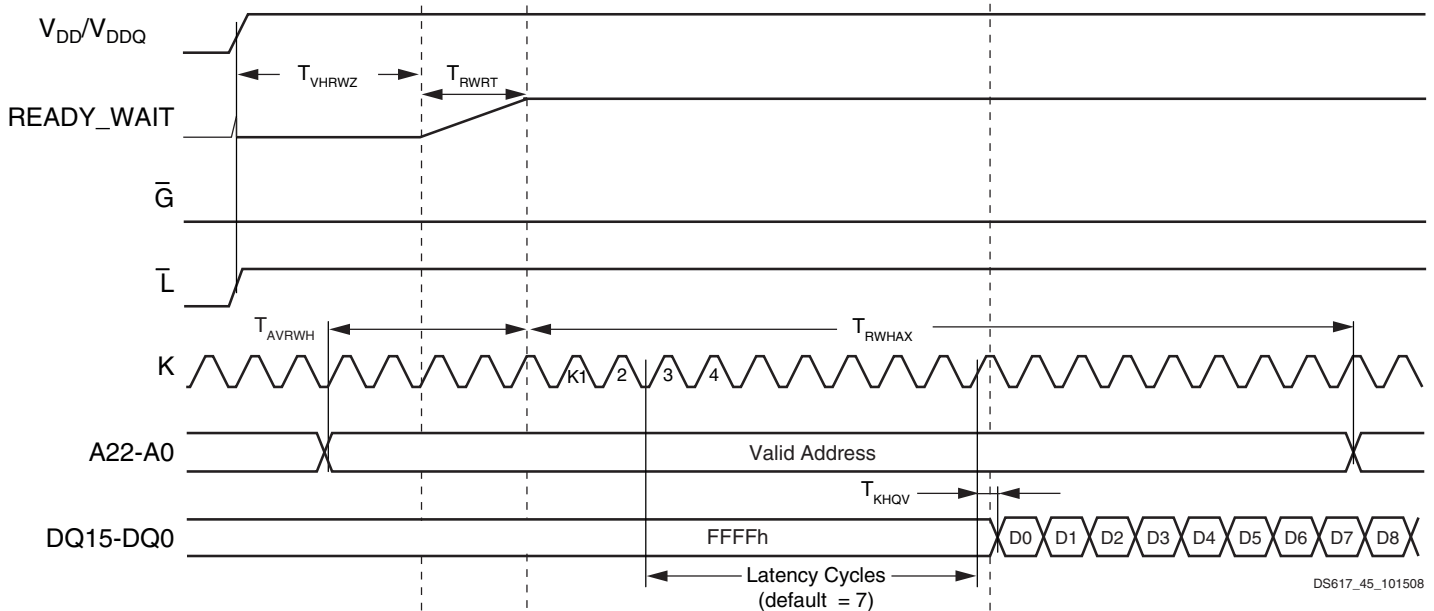 VDD/VDDQ
TVHRWZ
TRWRT
READY_WAIT
G̅
L̅
TAVRWH
TRWHAX
K
K1
2
3
4
A22-A0
Valid Address
TKHQV
DQ15-DQ0
FFFFh
D0
D1
D2
D3
D4
D5
D6
D7
D8
Latency Cycles
(default = 7)
DS617_45_101508